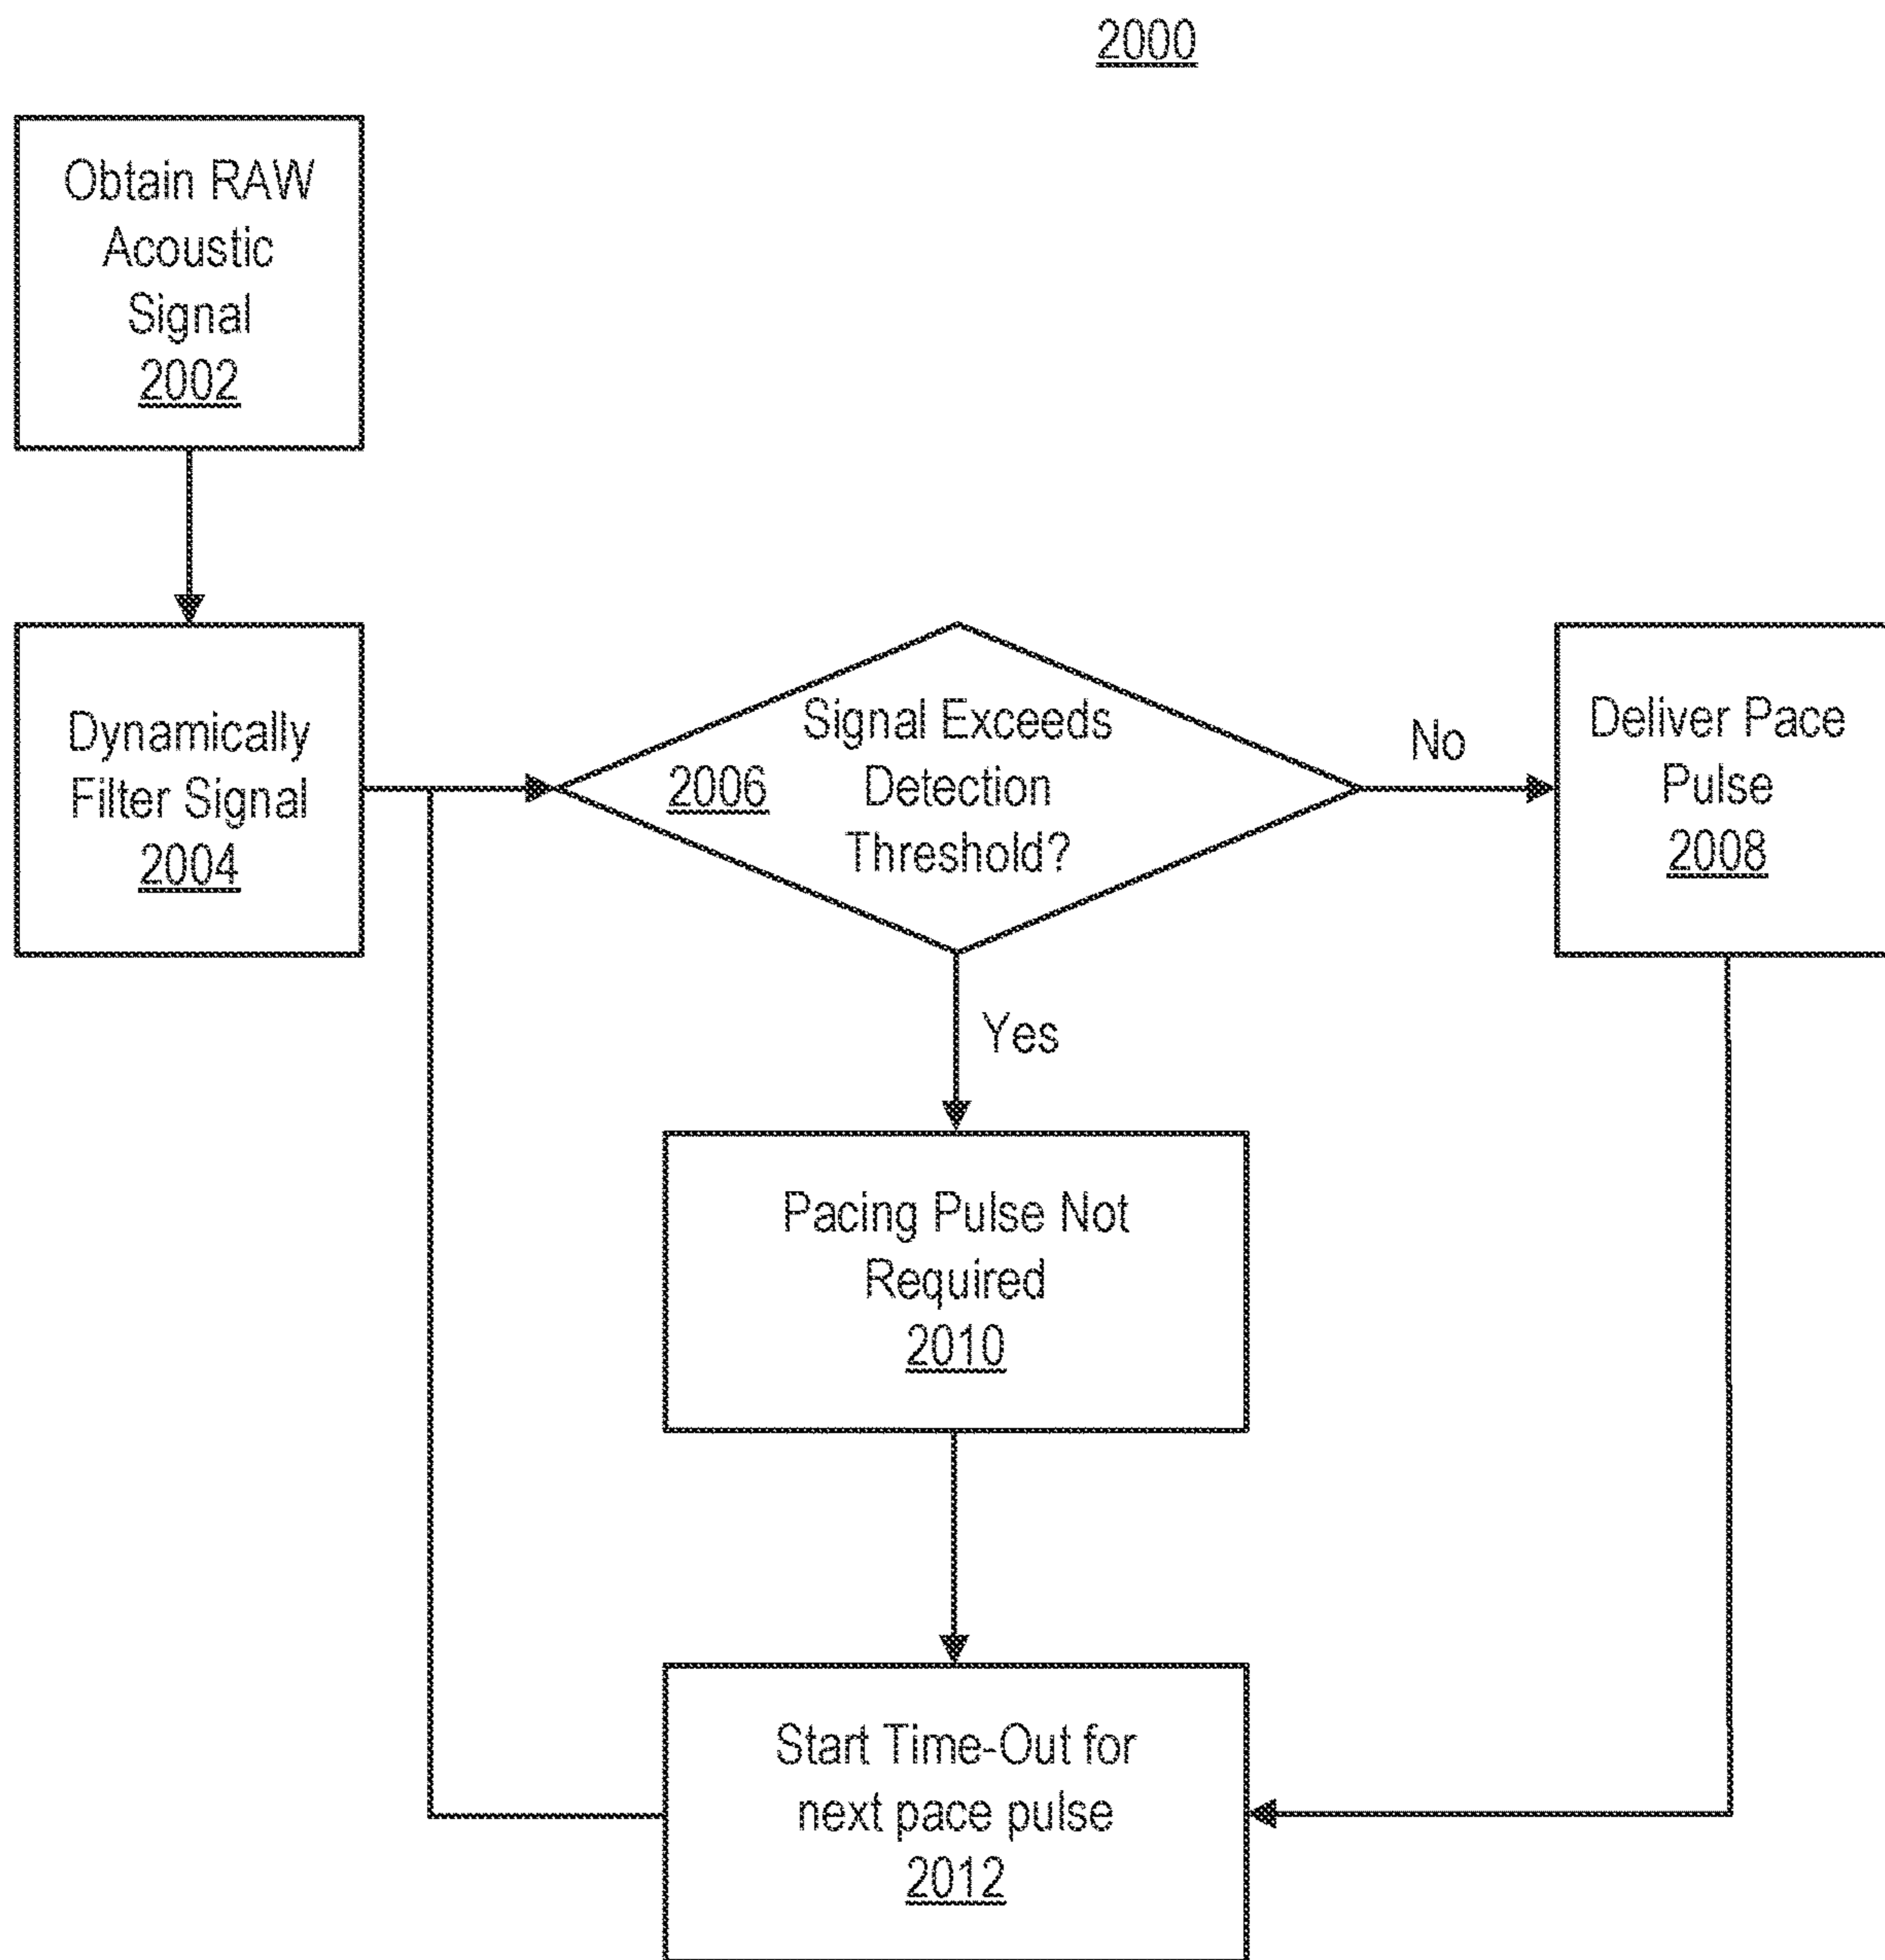 2000
Obtain RAW
Acoustic
Signal
2002
Dynamically
Filter Signal
2004
Signal Exceeds
2006 Detection
Threshold?
No
Deliver Pace
Pulse
2008
Yes
Pacing Pulse Not
Required
2010
Start Time-Out for
next pace pulse
2012